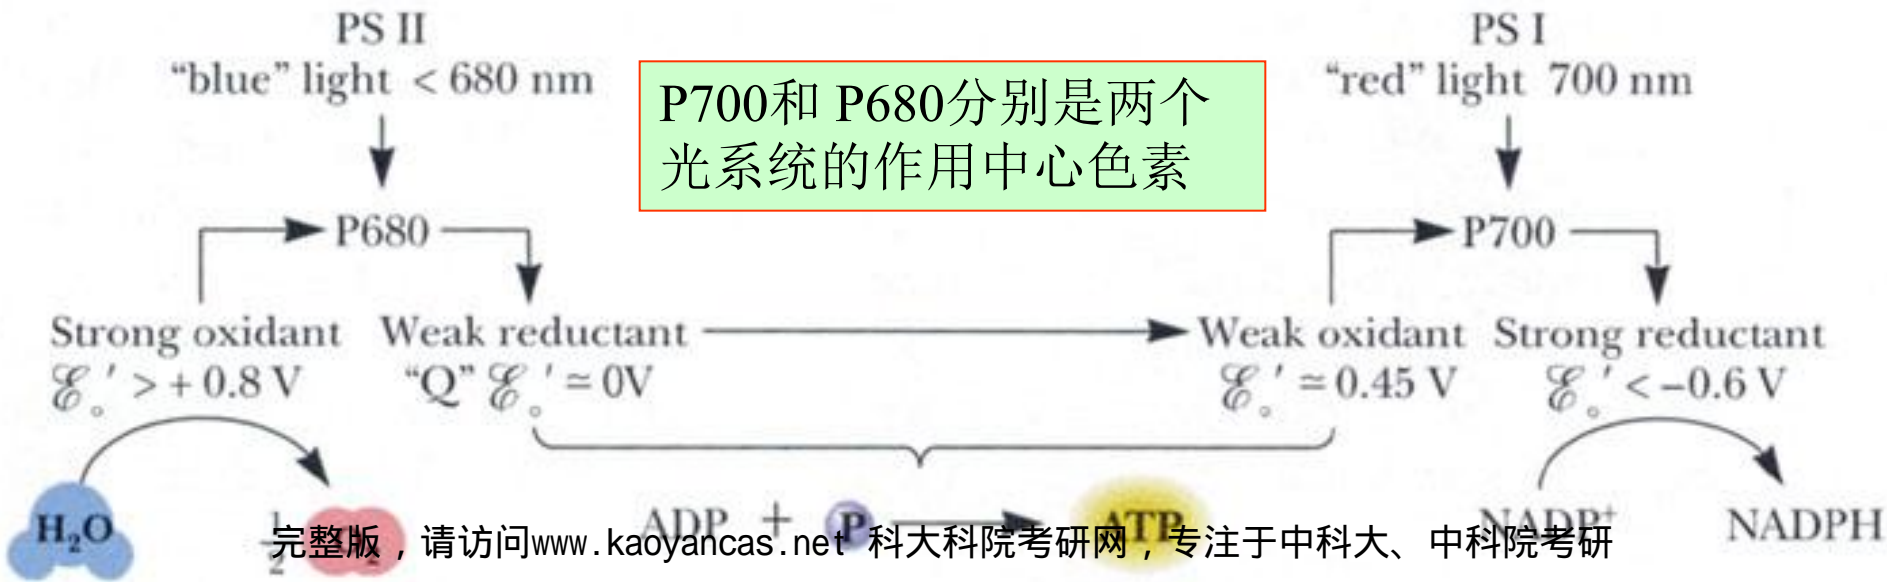 PS II
“blue” light < 680 nm
P700和 P680分别是两个
光系统的作用中心色素
PS I
“red” light 700 nm
P680
P700
Strong oxidant
ℰ₀′ > + 0.8 V
Weak reductant
“Q” ℰ₀′ ≃ 0V
Weak oxidant
ℰ₀′ ≃ 0.45 V
Strong reductant
ℰ₀′ < −0.6 V
H₂O
½ O₂
ADP + P
ATP
NADP⁺
NADPH
完整版，请访问www.kaoyancas.net 科大科院考研网，专注于中科大、中科院考研